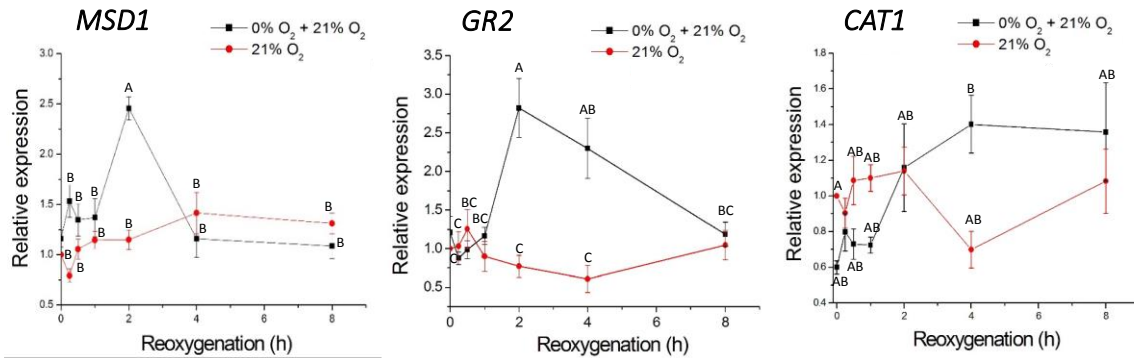 MSD1
0% O₂ + 21% O₂
21% O₂
Relative expression
3.0
2.5
2.0
1.5
1.0
0.5
A
B
B
B
B
B
B
B
B
B
B
B
B
0 2 4 6 8
Reoxygenation (h)
GR2
0% O₂ + 21% O₂
21% O₂
Relative expression
3.5
3.0
2.5
2.0
1.5
1.0
0.5
A
AB
BC
BC
BC
C
C
C
C
0 2 4 6 8
Reoxygenation (h)
CAT1
0% O₂ + 21% O₂
21% O₂
Relative expression
1.8
1.6
1.4
1.2
1.0
0.8
0.6
0.4
A
AB
AB
B
AB
AB
AB
AB
AB
0 2 4 6 8
Reoxygenation (h)